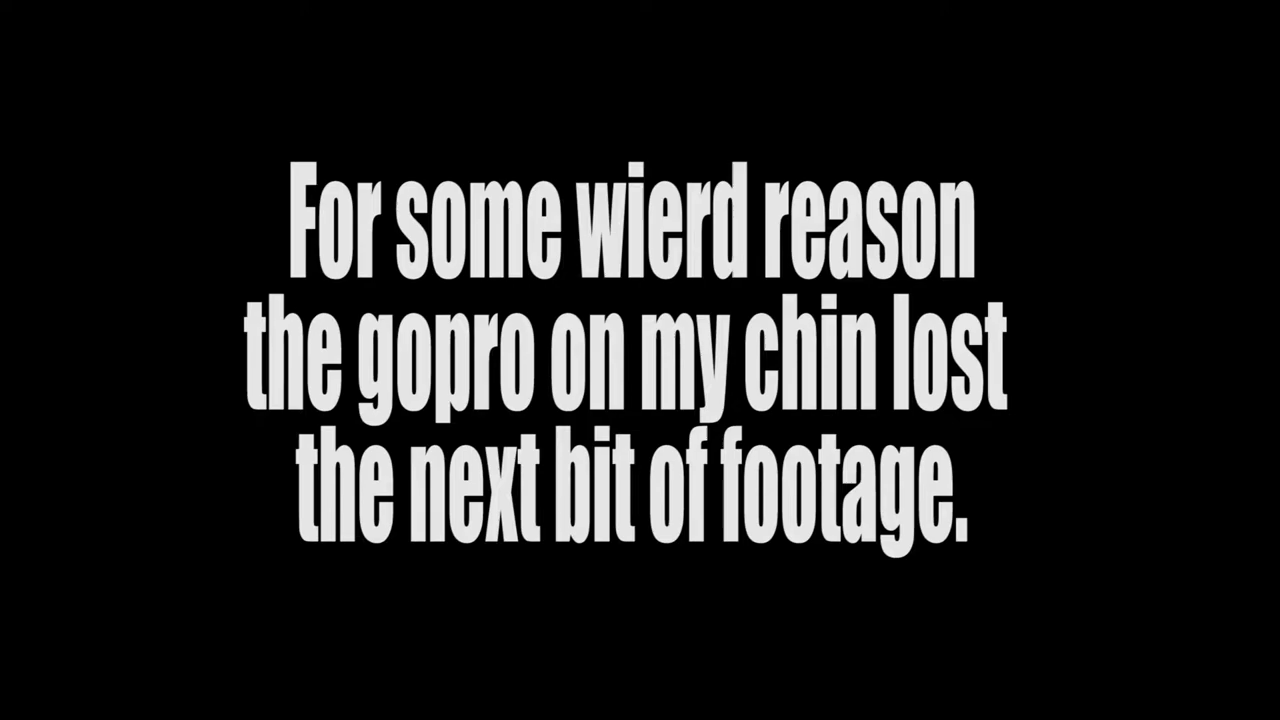 For some wierd reason
the gopro on my chin lost
the next bit of footage.